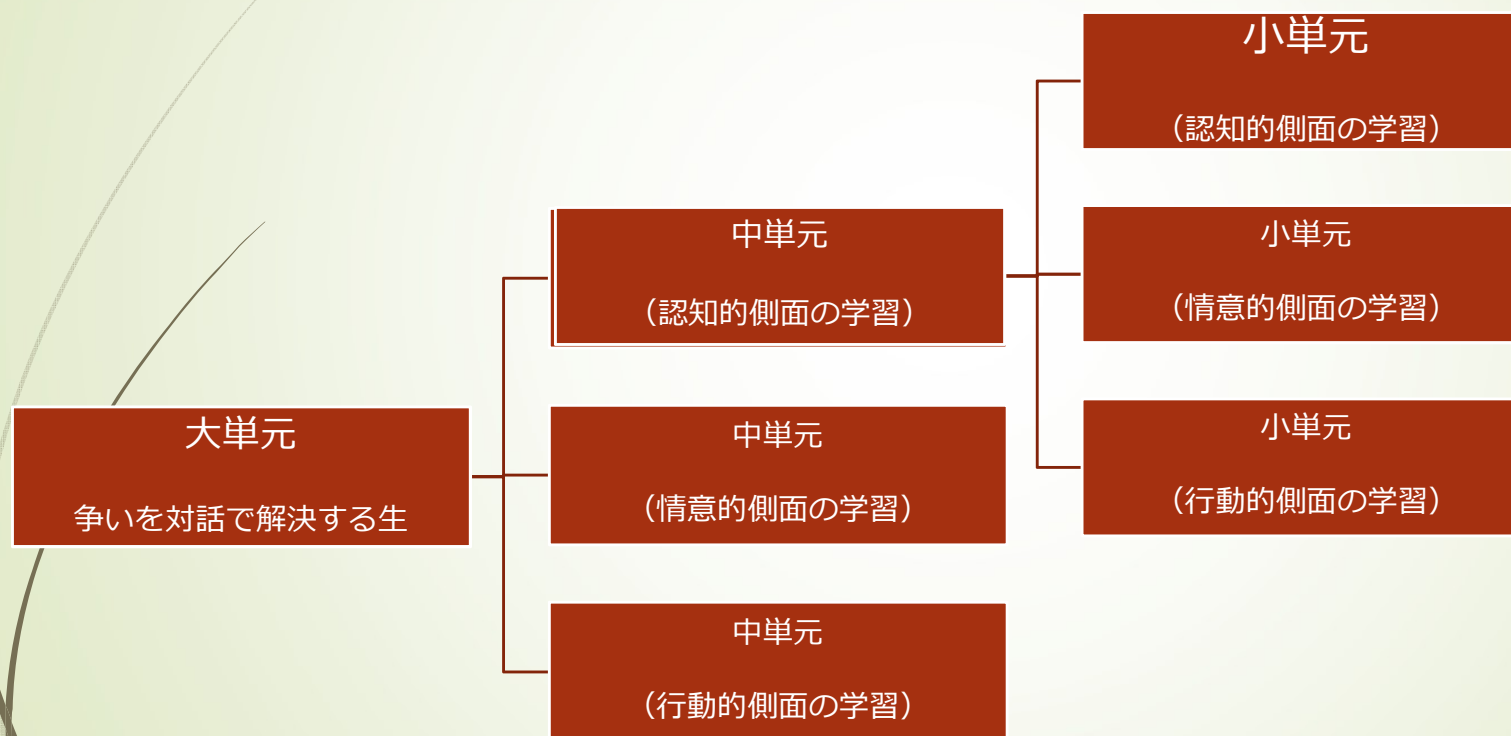 大単元
争いを対話で解決する生
中単元
（認知的側面の学習）
中単元
（情意的側面の学習）
中単元
（行動的側面の学習）
小単元
（認知的側面の学習）
小単元
（情意的側面の学習）
小単元
（行動的側面の学習）